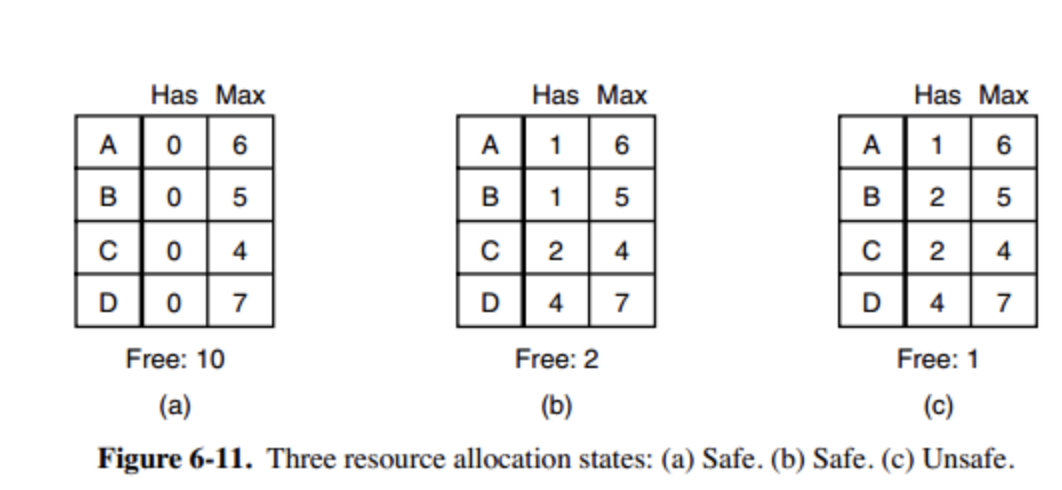 Has Max
A 0 6
B 0 5
C 0 4
D 0 7
Free: 10
(a)
Has Max
A 1 6
B 1 5
C 2 4
D 4 7
Free: 2
(b)
Has Max
A 1 6
B 2 5
C 2 4
D 4 7
Free: 1
(c)
Figure 6-11. Three resource allocation states: (a) Safe. (b) Safe. (c) Unsafe.